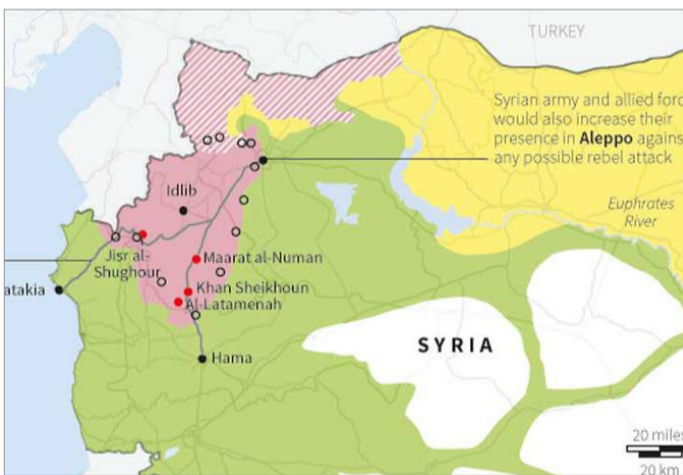 TURKEY
Syrian army and allied forc
would also increase their
presence in Aleppo agains
any possible rebel attack
Idlib
Euphrates
River
Jisr al-
Shughour
Maarat al-Numan
Khan Sheikhoun
Al-Latamenah
atakia
SYRIA
Hama
20 miles
20 km